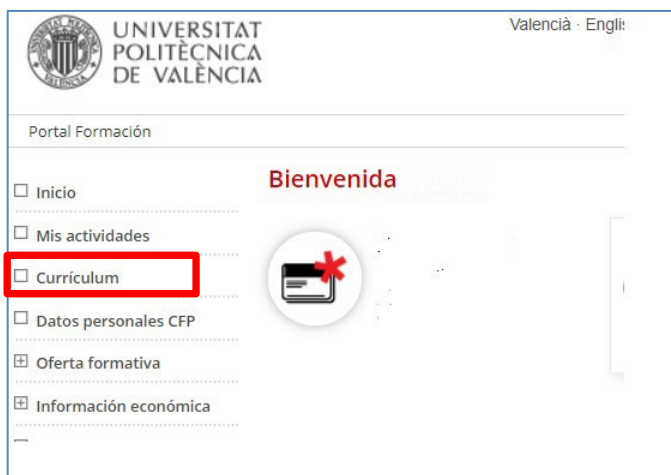 UNIVERSITAT
POLITÈCNICA
DE VALÈNCIA
Valencià · Englis
Portal Formación
Bienvenida
Inicio
Mis actividades
Currículum
Datos personales CFP
Oferta formativa
Información económica